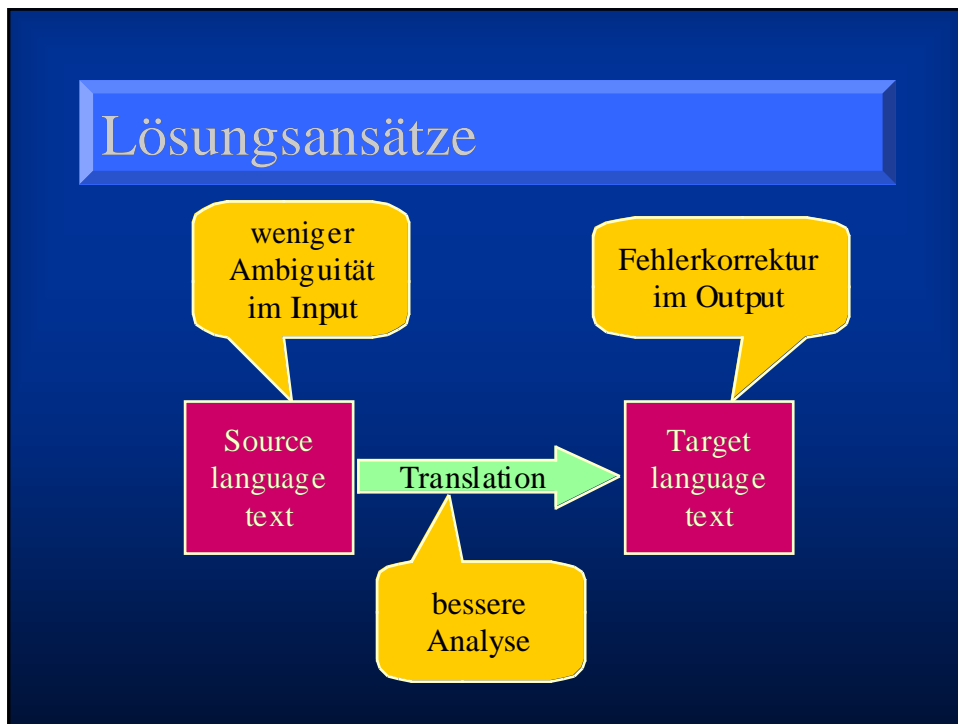 Lösungsansätze
weniger
Ambiguität
im Input
Fehlerkorrektur
im Output
Source
language
text
Translation
Target
language
text
bessere
Analyse